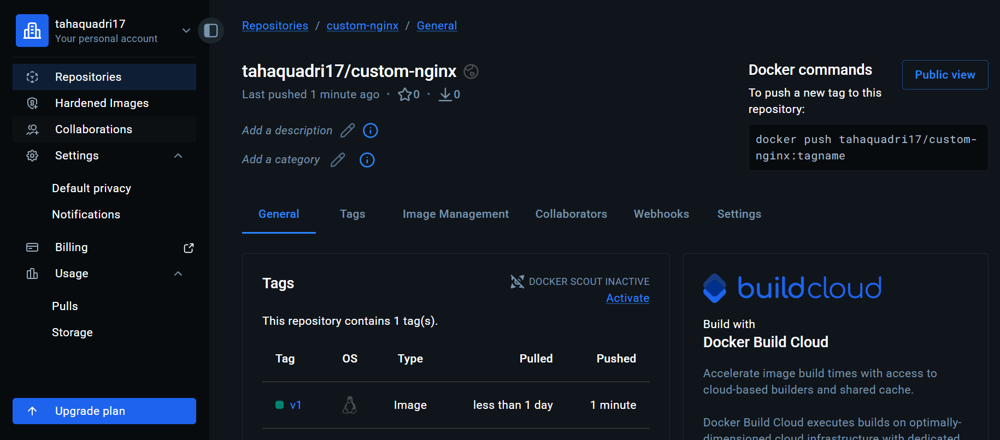 tahaquadri17
Your personal account
Repositories
Hardened Images
Collaborations
Settings
Default privacy
Notifications
Billing
Usage
Pulls
Storage
Upgrade plan
Repositories / custom-nginx / General
tahaquadri17/custom-nginx
Last pushed 1 minute ago · 0 · 0
Add a description
Add a category
Docker commands
Public view
To push a new tag to this
repository:
docker push tahaquadri17/custom-
nginx:tagname
General Tags Image Management Collaborators Webhooks Settings
Tags
DOCKER SCOUT INACTIVE
Activate
This repository contains 1 tag(s).
Tag OS Type Pulled Pushed
v1 Image less than 1 day 1 minute
buildcloud
Build with
Docker Build Cloud
Accelerate image build times with access to
cloud-based builders and shared cache.
Docker Build Cloud executes builds on optimally-
dimensioned cloud infrastructure with dedicated